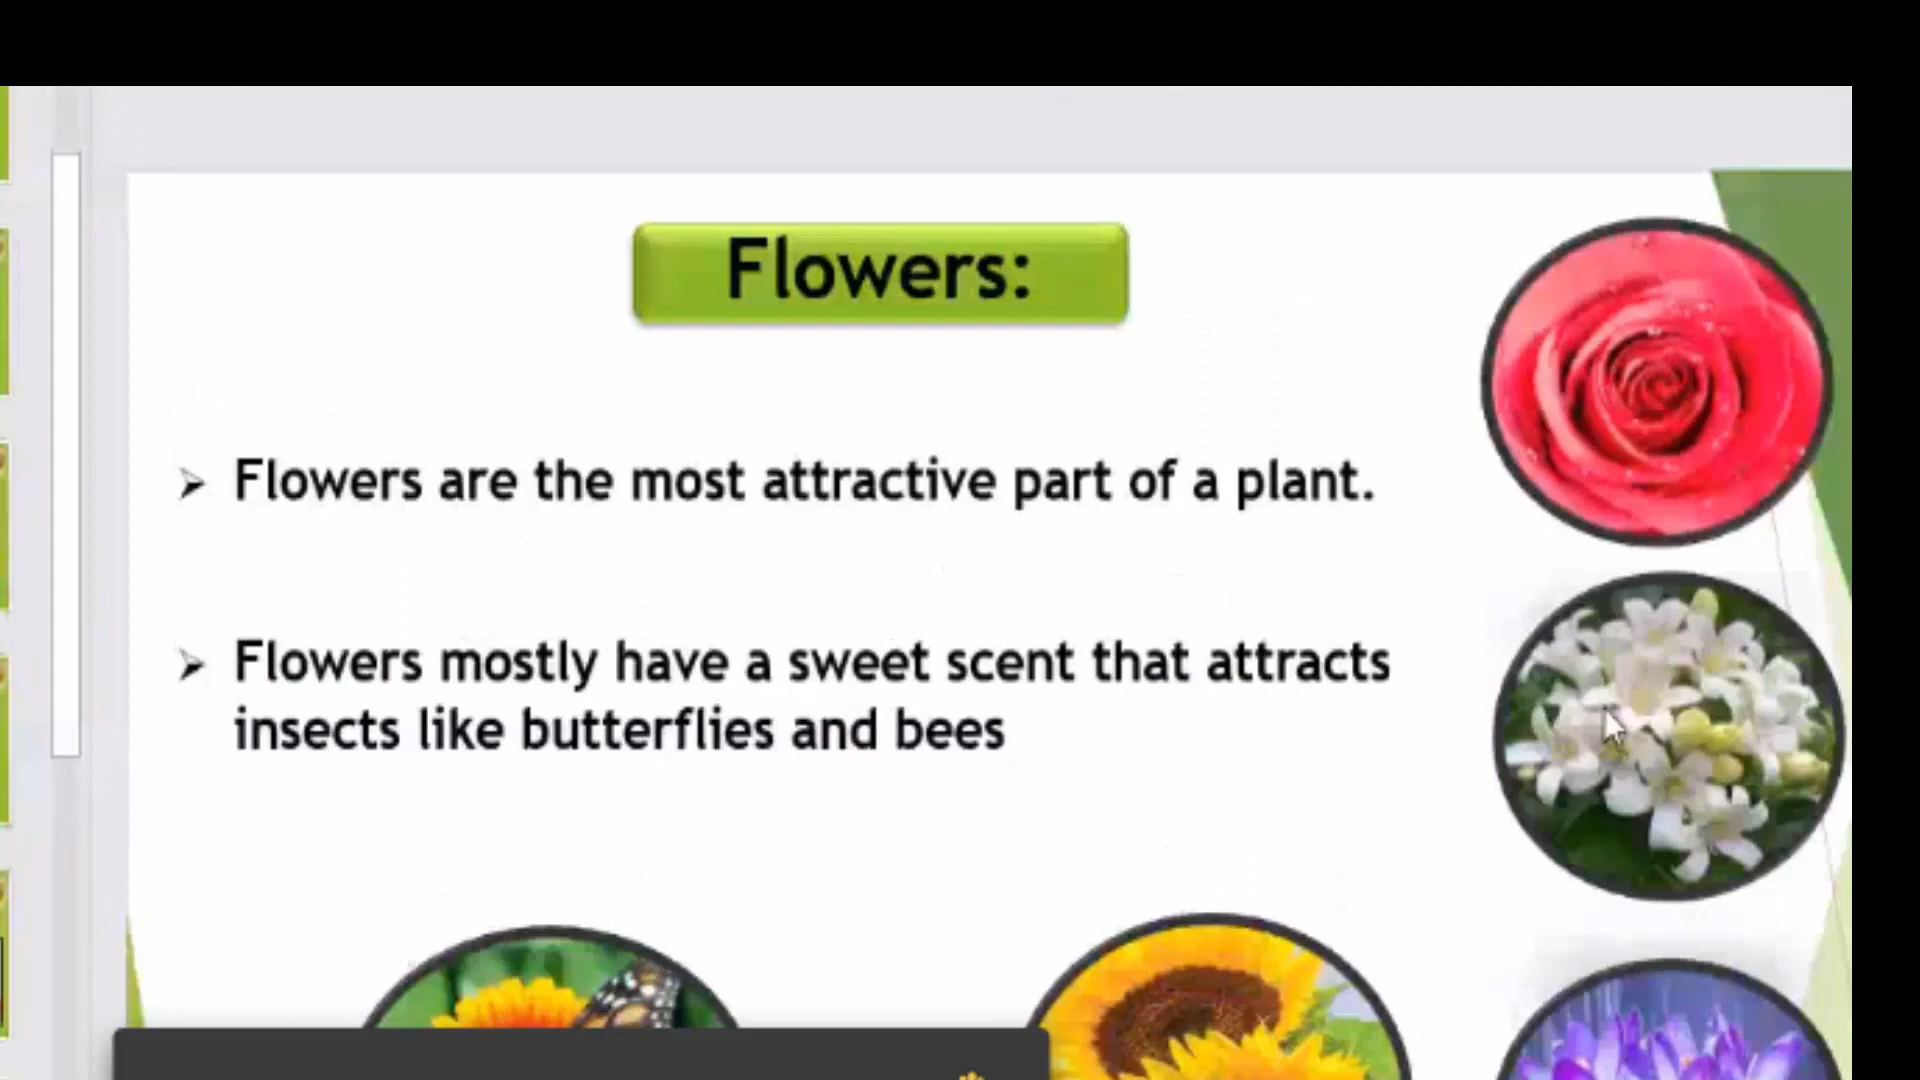 Flowers:
Flowers are the most attractive part of a plant.
Flowers mostly have a sweet scent that attracts
insects like butterflies and bees